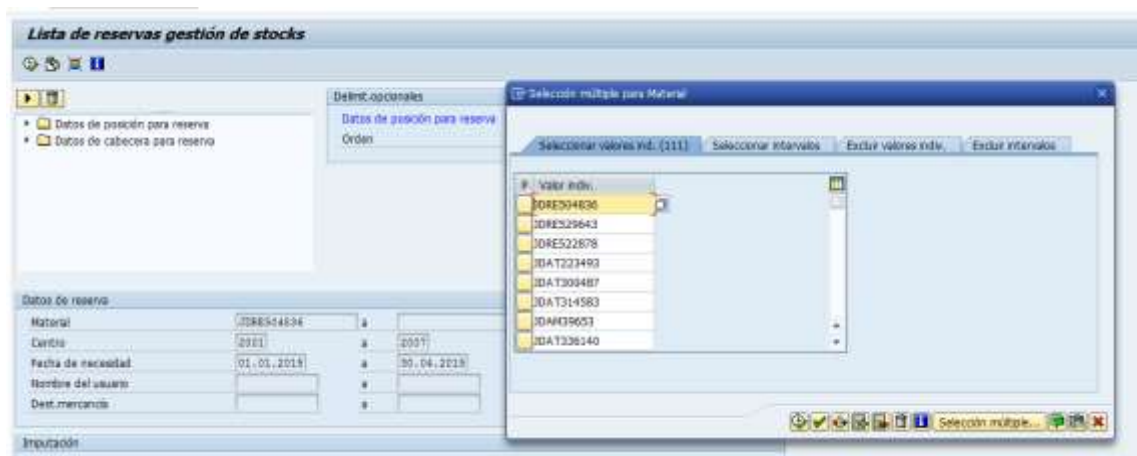 Lista de reservas gestión de stocks
Delimit.opcionales
Datos de posición para reserva
Datos de cabecera para reserva
Datos de posición para reserva
Orden
Datos de reserva
Material JDRE504836 a
Centro 2001 a 2007
Fecha de necesidad 01.01.2019 a 30.04.2019
Nombre del usuario a
Dest.mercancía a
Imputación
Selección múltiple para Material
Seleccionar valores ind. (111) Seleccionar intervalos Excluir valores indiv. Excluir intervalos
Valor indiv.
JDRE504836
JDRE529643
JDRE522878
JDAT223493
JDAT300487
JDAT314583
JDAH39653
JDAT336140
Selección múltiple...